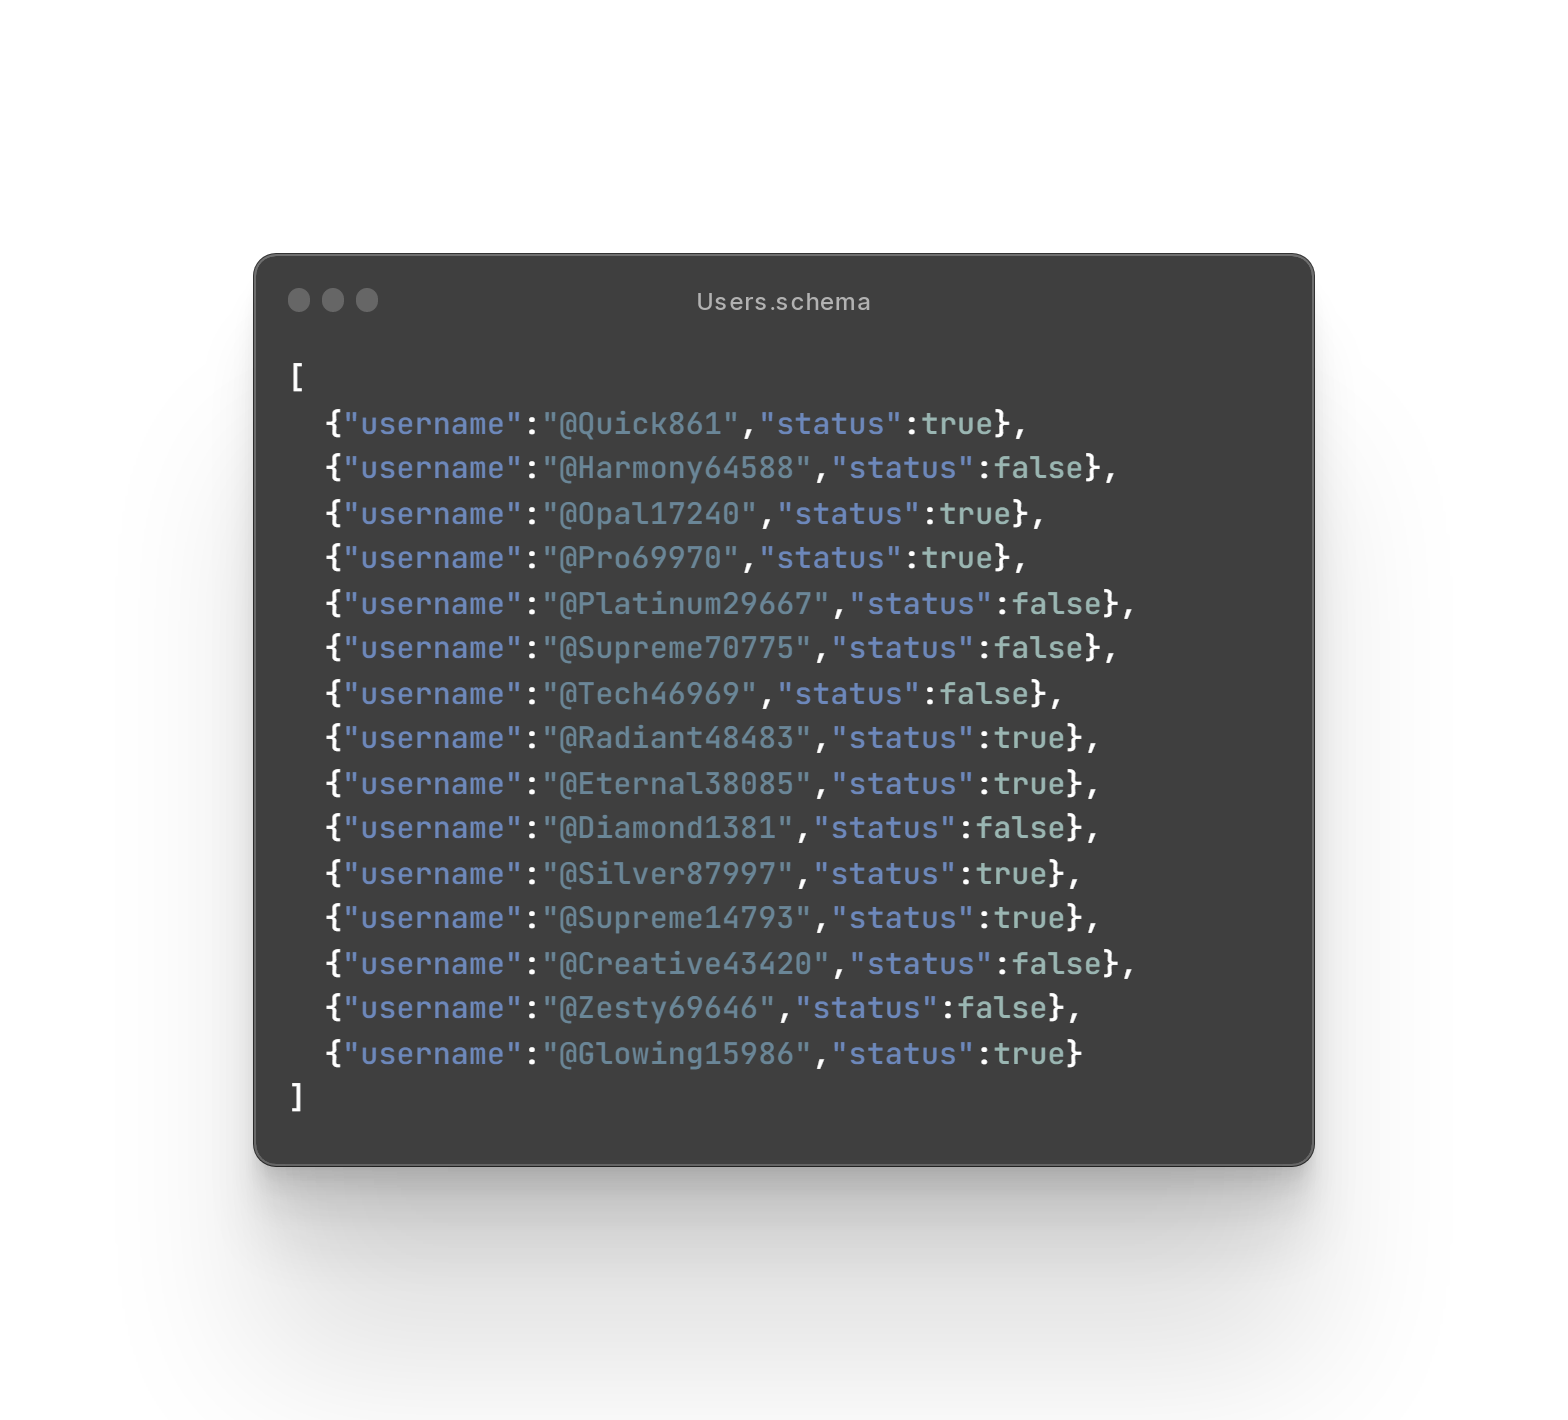 Users.schema
[
  {"username":"@Quick861","status":true},
  {"username":"@Harmony64588","status":false},
  {"username":"@Opal17240","status":true},
  {"username":"@Pro69970","status":true},
  {"username":"@Platinum29667","status":false},
  {"username":"@Supreme70775","status":false},
  {"username":"@Tech46969","status":false},
  {"username":"@Radiant48483","status":true},
  {"username":"@Eternal38085","status":true},
  {"username":"@Diamond1381","status":false},
  {"username":"@Silver87997","status":true},
  {"username":"@Supreme14793","status":true},
  {"username":"@Creative43420","status":false},
  {"username":"@Zesty69646","status":false},
  {"username":"@Glowing15986","status":true}
]